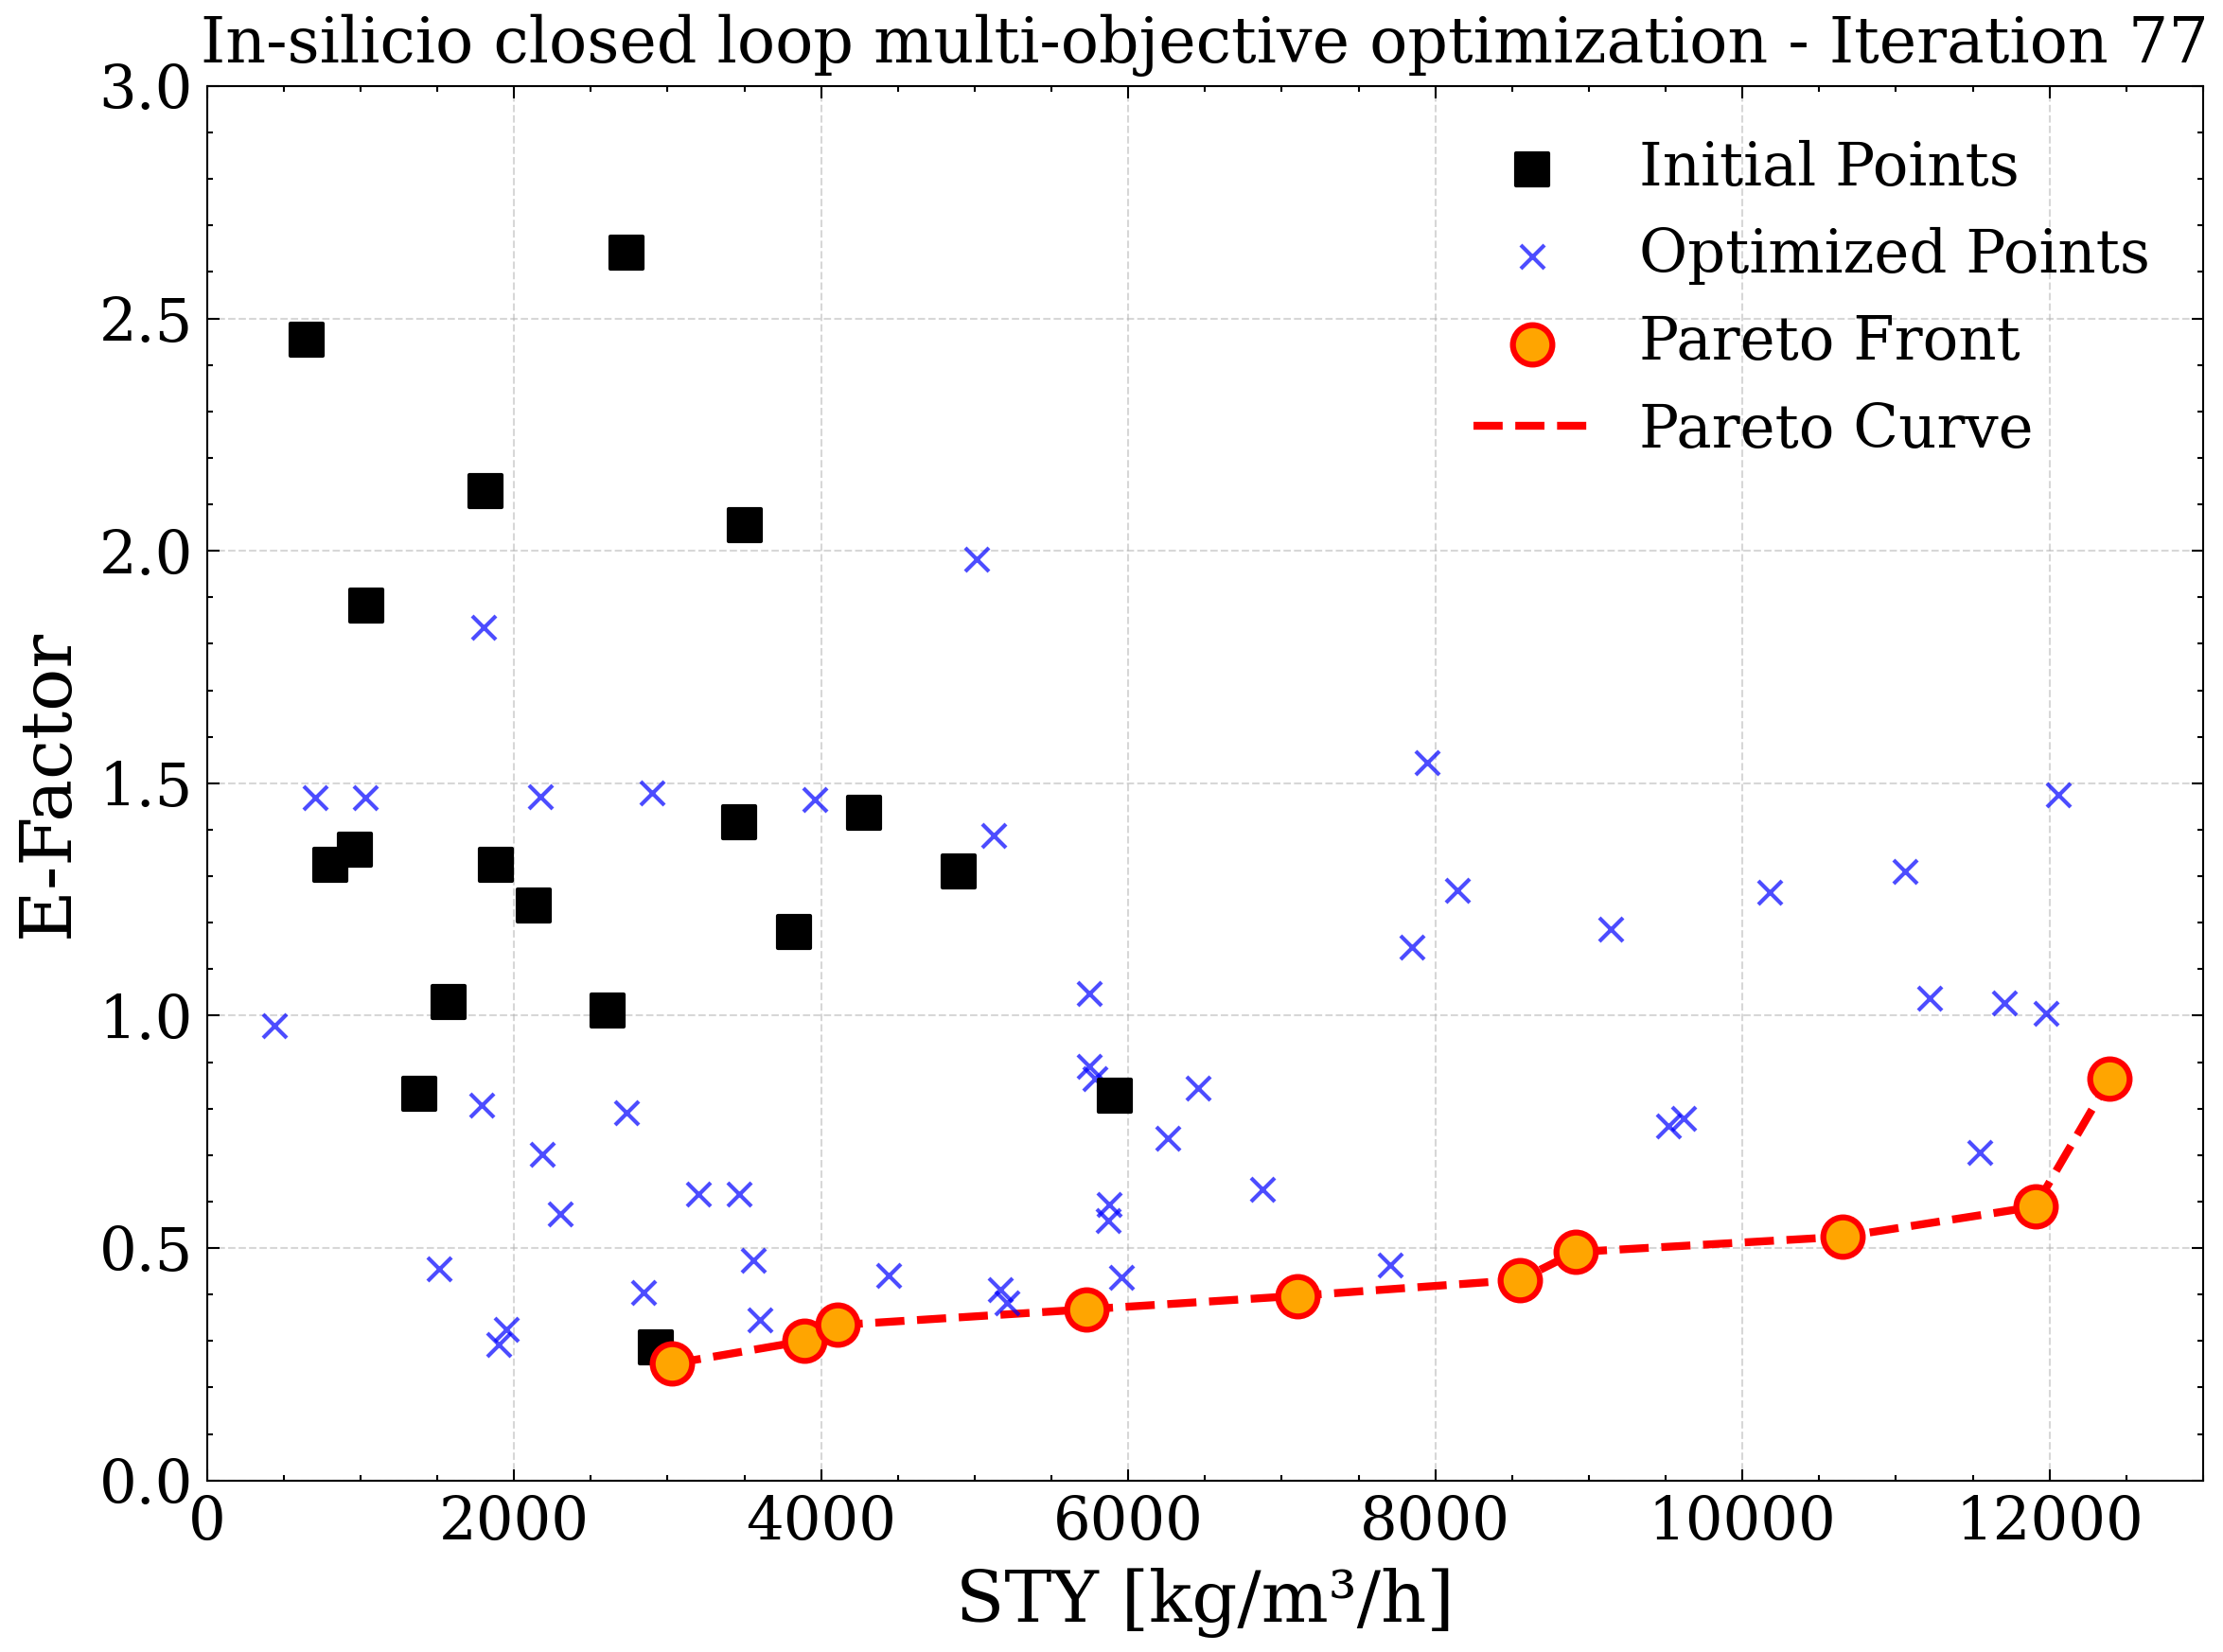 In-silicio closed loop multi-objective optimization - Iteration 77
3.0
2.5
2.0
1.5
1.0
0.5
0.0
E-Factor
Initial Points
Optimized Points
Pareto Front
Pareto Curve
0 2000 4000 6000 8000 10000 12000
STY [kg/m³/h]